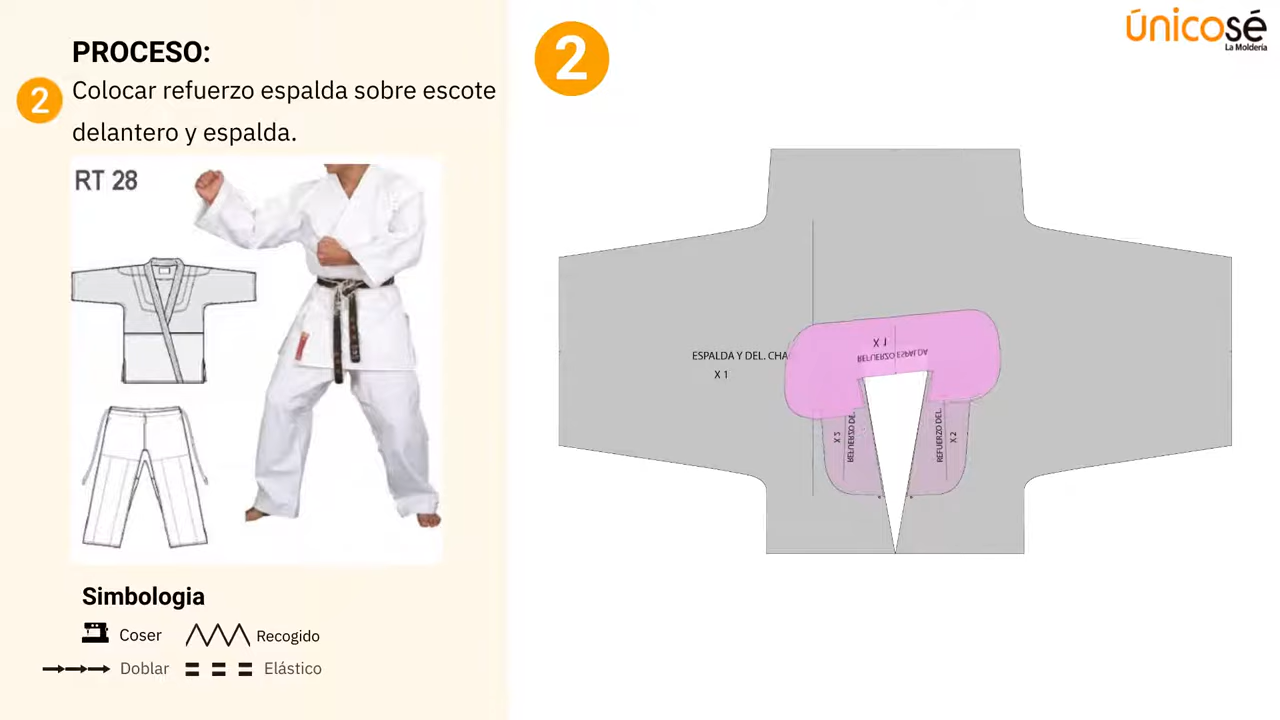 PROCESO:
2
Colocar refuerzo espalda sobre escote
delantero y espalda.
RT 28
Simbologia
Coser
Recogido
Doblar
Elástico
2
únicosé
La Moldería
ESPALDA Y DEL. CHA
X 1
X 1
REFUERZO ESPALDA
X 2
REFUERZO DEL.
REFUERZO DEL.
X 2